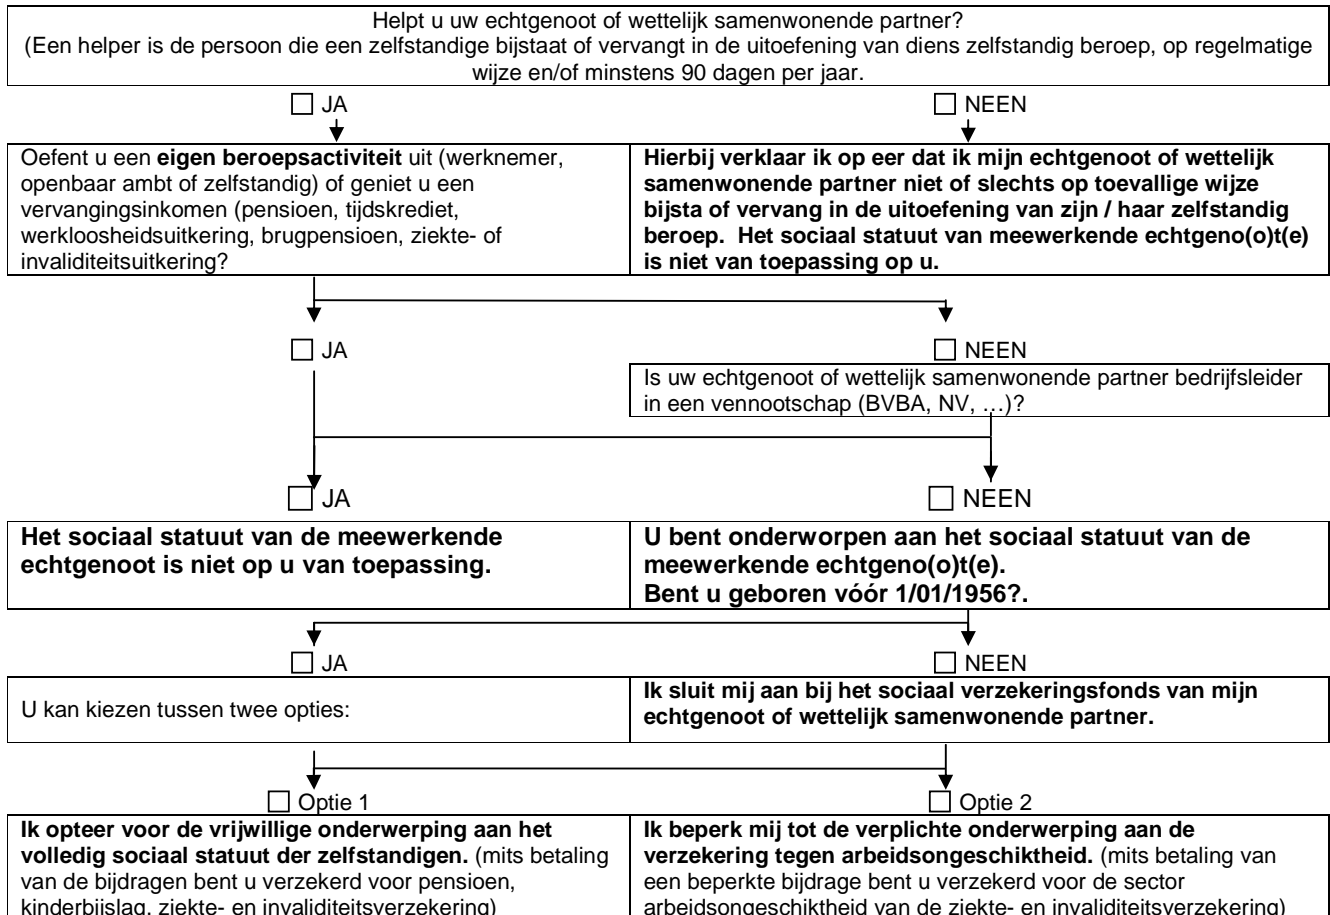 Helpt u uw echtgenoot of wettelijk samenwonende partner?
(Een helper is de persoon die een zelfstandige bijstaat of vervangt in de uitoefening van diens zelfstandig beroep, op regelmatige
wijze en/of minstens 90 dagen per jaar.
JA
NEEN
Oefent u een eigen beroepsactiviteit uit (werknemer,
openbaar ambt of zelfstandig) of geniet u een
vervangingsinkomen (pensioen, tijdskrediet,
werkloosheidsuitkering, brugpensioen, ziekte- of
invaliditeitsuitkering?
Hierbij verklaar ik op eer dat ik mijn echtgenoot of wettelijk
samenwonende partner niet of slechts op toevallige wijze
bijsta of vervang in de uitoefening van zijn / haar zelfstandig
beroep.  Het sociaal statuut van meewerkende echtgeno(o)t(e)
is niet van toepassing op u.
JA
NEEN
Is uw echtgenoot of wettelijk samenwonende partner bedrijfsleider
in een vennootschap (BVBA, NV, …)?
JA
NEEN
Het sociaal statuut van de meewerkende
echtgenoot is niet op u van toepassing.
U bent onderworpen aan het sociaal statuut van de
meewerkende echtgeno(o)t(e).
Bent u geboren vóór 1/01/1956?.
JA
NEEN
U kan kiezen tussen twee opties:
Ik sluit mij aan bij het sociaal verzekeringsfonds van mijn
echtgenoot of wettelijk samenwonende partner.
Optie 1
Optie 2
Ik opteer voor de vrijwillige onderwerping aan het
volledig sociaal statuut der zelfstandigen. (mits betaling
van de bijdragen bent u verzekerd voor pensioen,
kinderbijslag, ziekte- en invaliditeitsverzekering)
Ik beperk mij tot de verplichte onderwerping aan de
verzekering tegen arbeidsongeschiktheid. (mits betaling van
een beperkte bijdrage bent u verzekerd voor de sector
arbeidsongeschiktheid van de ziekte- en invaliditeitsverzekering)